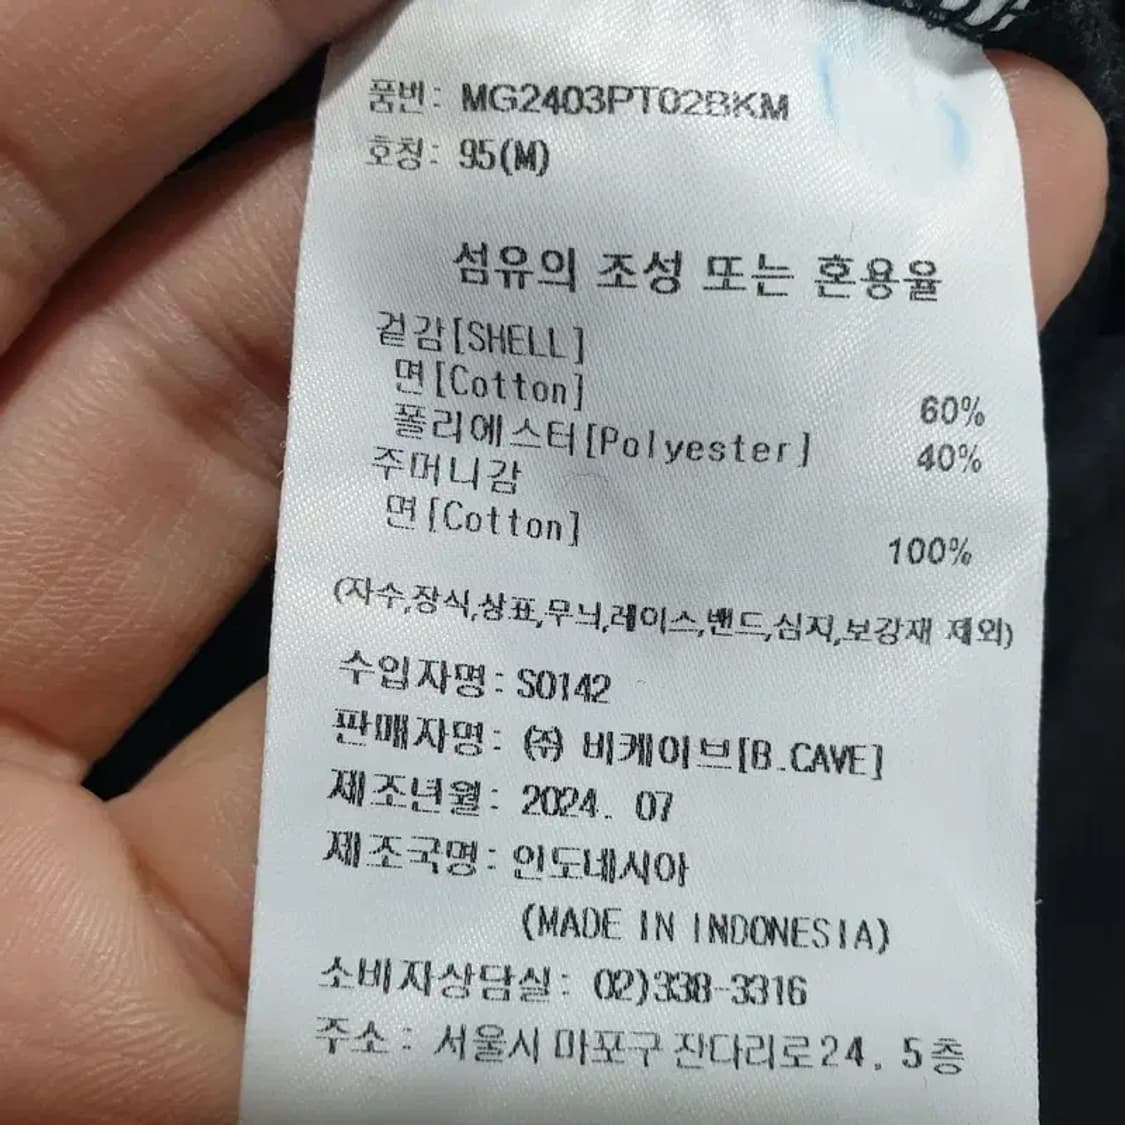 품번: MG2403PT02BKM
호칭: 95(M)
섬유의 조성 또는 혼용율
겉감[SHELL]
면[Cotton] 60%
폴리에스터[Polyester] 40%
주머니감
면[Cotton] 100%
(자수,장식,상표,무늬,레이스,밴드,심지,보강재 제외)
수입자명: S0142
판매자명: ㈜ 비케이브[B.CAVE]
제조년월: 2024. 07
제조국명: 인도네시아
(MADE IN INDONESIA)
소비자상담실: 02)338-3316
주소: 서울시 마포구 잔다리로24, 5층